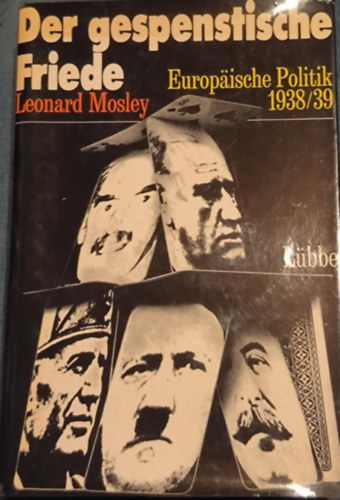 Der gespenstische
Friede
Leonard Mosley
Europäische Politik
1938/39
Lübbe